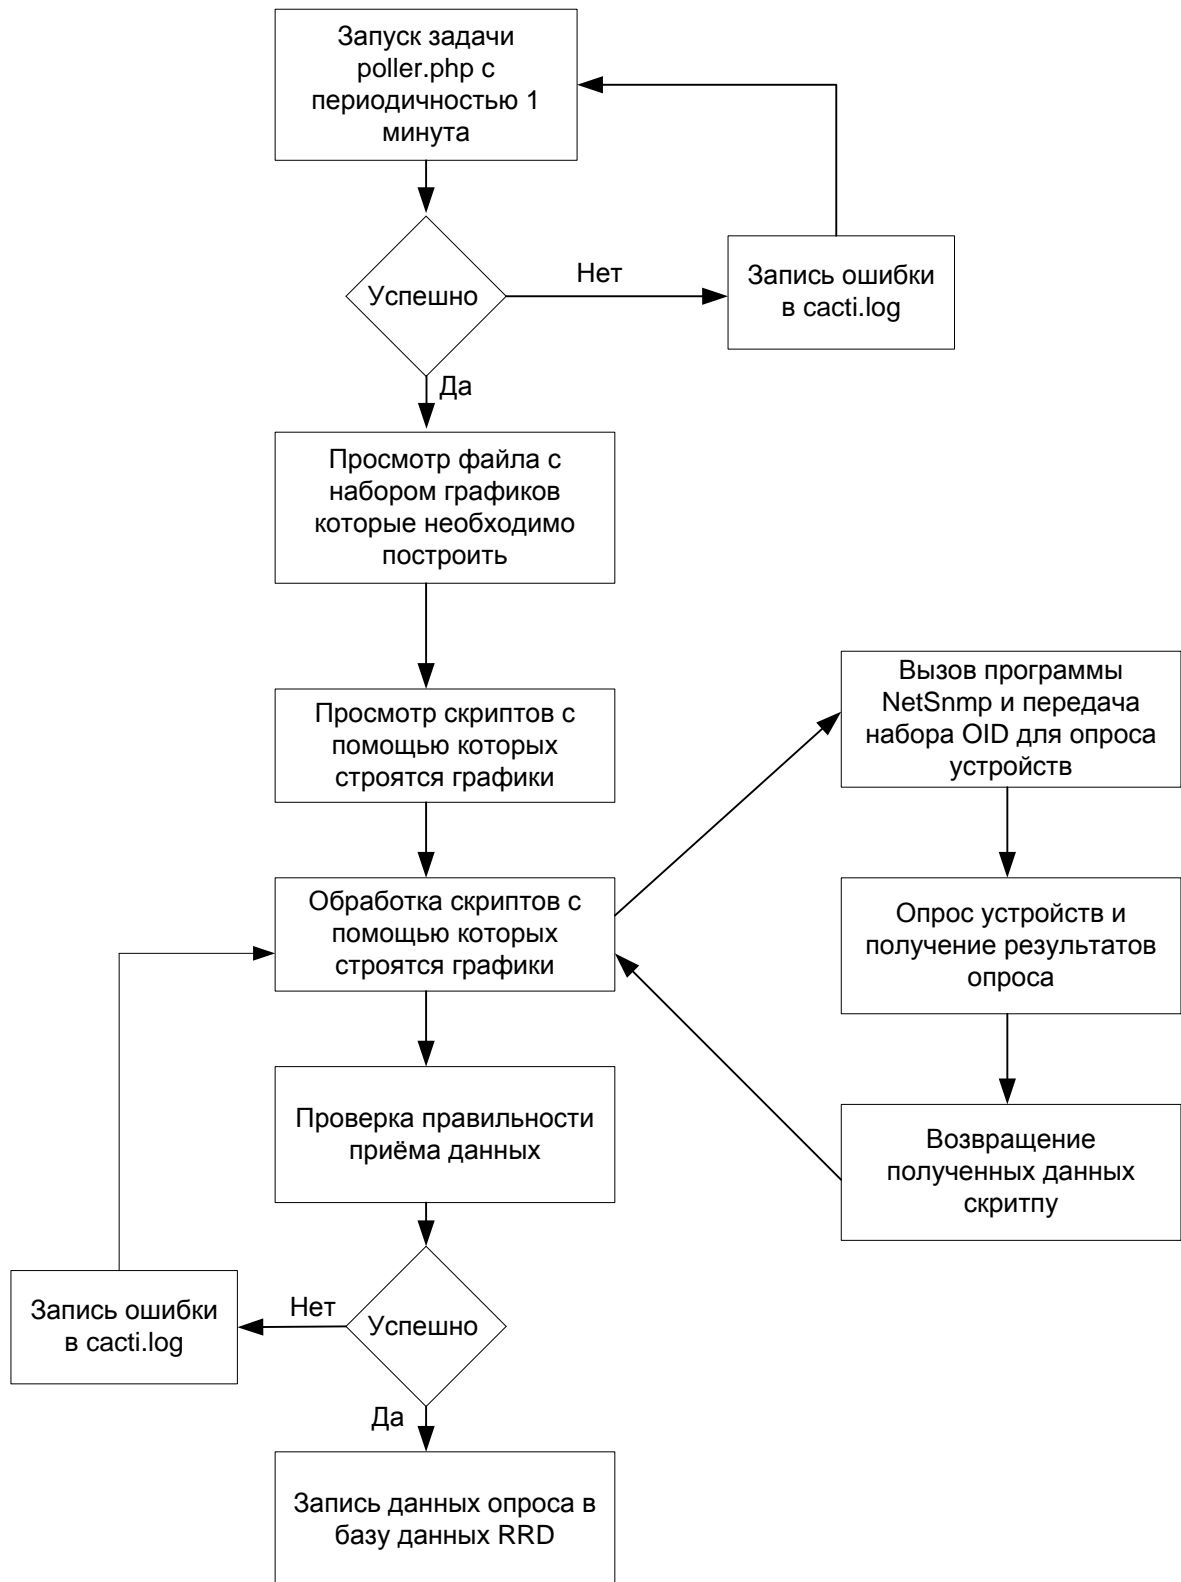 Запуск задачи
poller.php с
периодичностью 1
минута
Успешно
Нет
Запись ошибки
в cacti.log
Да
Просмотр файла с
набором графиков
которые необходимо
построить
Просмотр скриптов с
помощью которых
строятся графики
Вызов программы
NetSnmp и передача
набора OID для опроса
устройств
Обработка скриптов с
помощью которых
строятся графики
Опрос устройств и
получение результатов
опроса
Проверка правильности
приёма данных
Возвращение
полученных данных
скритпу
Запись ошибки
в cacti.log
Нет
Успешно
Да
Запись данных опроса в
базу данных RRD